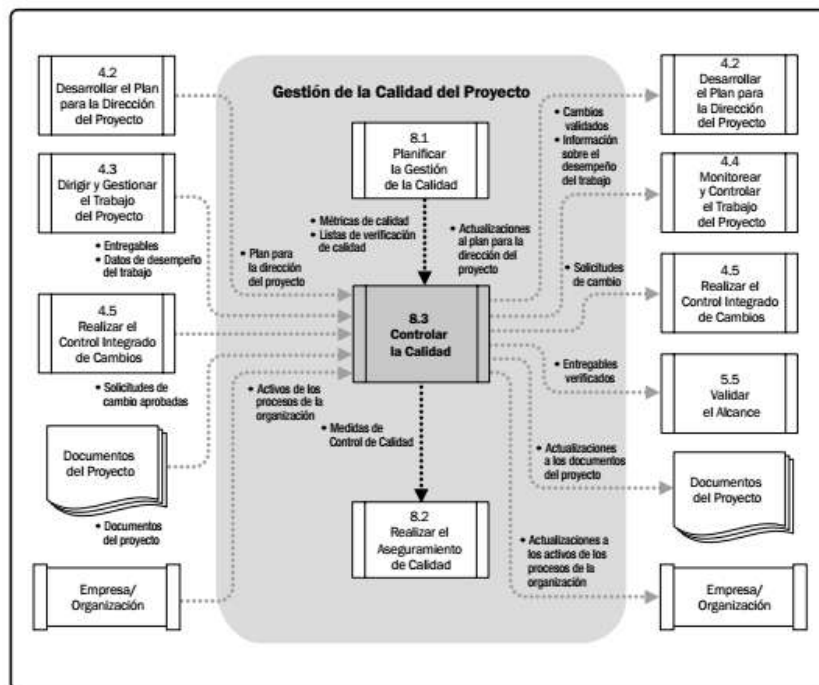 4.2
Desarrollar el Plan
para la Dirección
del Proyecto
4.3
Dirigir y Gestionar
el Trabajo
del Proyecto
• Entregables
• Datos de desempeño
del trabajo
4.5
Realizar el
Control Integrado
de Cambios
• Solicitudes de
cambio aprobadas
Documentos
del Proyecto
• Documentos
del proyecto
Empresa/
Organización
Gestión de la Calidad del Proyecto
8.1
Planificar
la Gestión
de la Calidad
• Métricas de calidad
• Listas de verificación
de calidad
• Plan para
la dirección
del proyecto
8.3
Controlar
la Calidad
• Activos de los
procesos de la
organización
• Medidas de
Control de Calidad
8.2
Realizar el
Aseguramiento
de Calidad
• Cambios
validados
• Información
sobre el
desempeño
del trabajo
• Actualizaciones
al plan para la
dirección del
proyecto
• Solicitudes
de cambio
• Entregables
verificados
• Actualizaciones
a los documentos
del proyecto
• Actualizaciones a
los activos de los
procesos de la
organización
4.2
Desarrollar
el Plan para
la Dirección
del Proyecto
4.4
Monitorear
y Controlar
el Trabajo
del Proyecto
4.5
Realizar el
Control Integrado
de Cambios
5.5
Validar
el Alcance
Documentos
del Proyecto
Empresa/
Organización